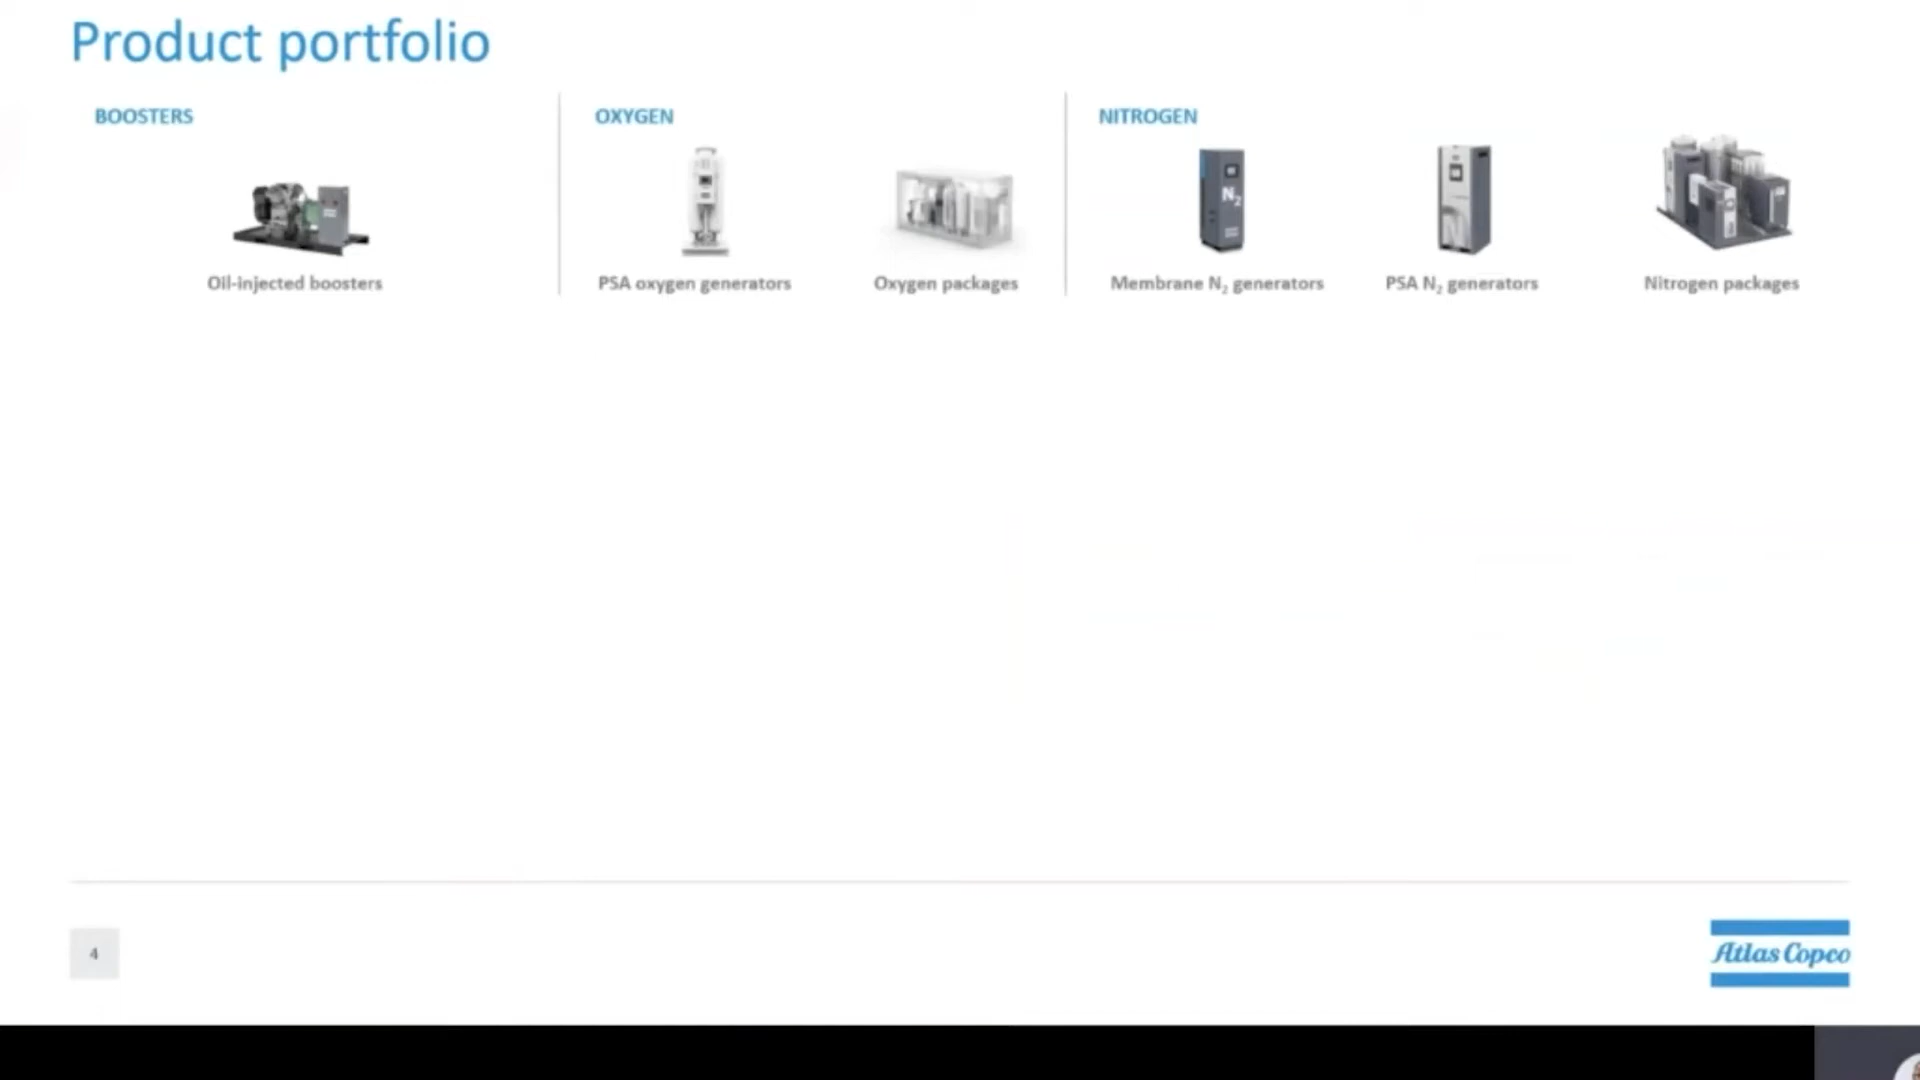 Product portfolio
BOOSTERS
Oil-injected boosters
OXYGEN
PSA oxygen generators
Oxygen packages
NITROGEN
N₂
Membrane N₂ generators
PSA N₂ generators
Nitrogen packages
4
Atlas Copco